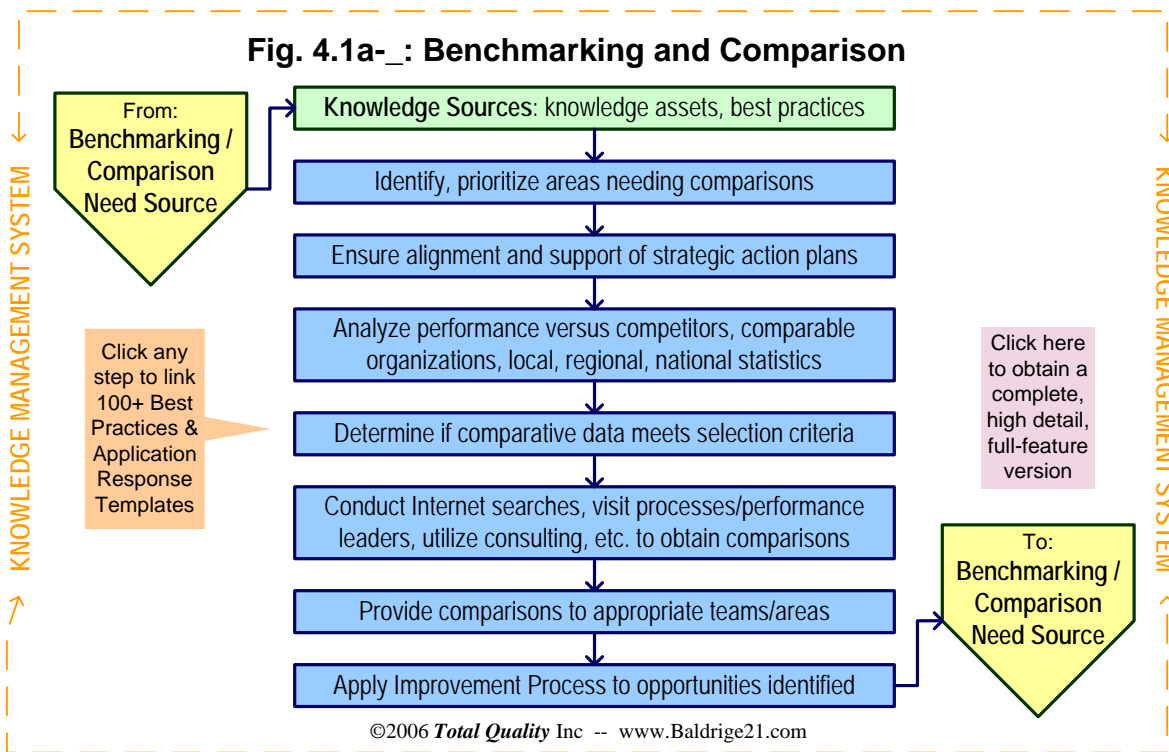 Fig. 4.1a-_: Benchmarking and Comparison
From:
Benchmarking /
Comparison
Need Source
Knowledge Sources: knowledge assets, best practices
Identify, prioritize areas needing comparisons
Ensure alignment and support of strategic action plans
Analyze performance versus competitors, comparable
organizations, local, regional, national statistics
Determine if comparative data meets selection criteria
Conduct Internet searches, visit processes/performance
leaders, utilize consulting, etc. to obtain comparisons
Provide comparisons to appropriate teams/areas
Apply Improvement Process to opportunities identified
KNOWLEDGE MANAGEMENT SYSTEM
Click any
step to link
100+ Best
Practices &
Application
Response
Templates
Click here
to obtain a
complete,
high detail,
full-feature
version
To:
Benchmarking /
Comparison
Need Source
KNOWLEDGE MANAGEMENT SYSTEM
©2006 Total Quality Inc -- www.Baldrige21.com